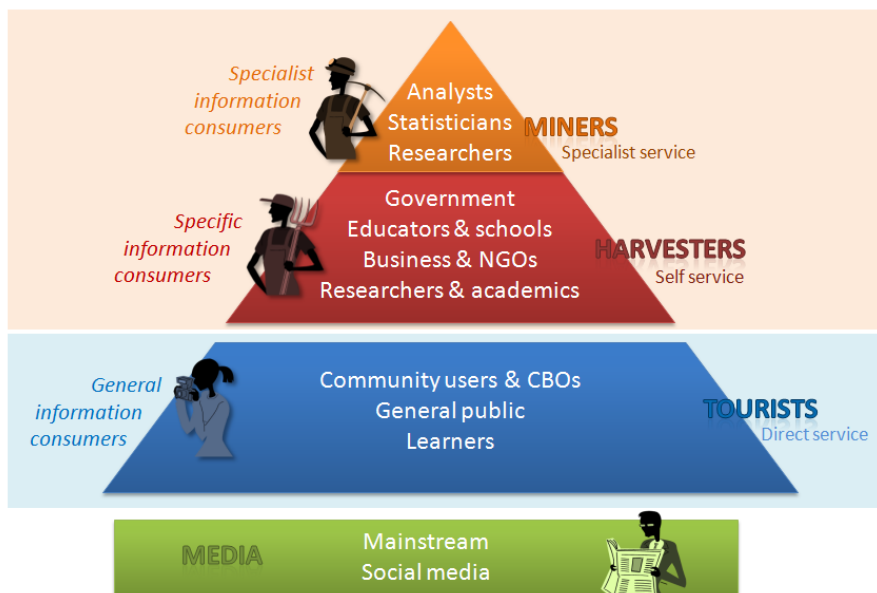 Specialist
information
consumers
Analysts
Statisticians
Researchers
MINERS
Specialist service
Specific
information
consumers
Government
Educators & schools
Business & NGOs
Researchers & academics
HARVESTERS
Self service
General
information
consumers
Community users & CBOs
General public
Learners
TOURISTS
Direct service
MEDIA
Mainstream
Social media